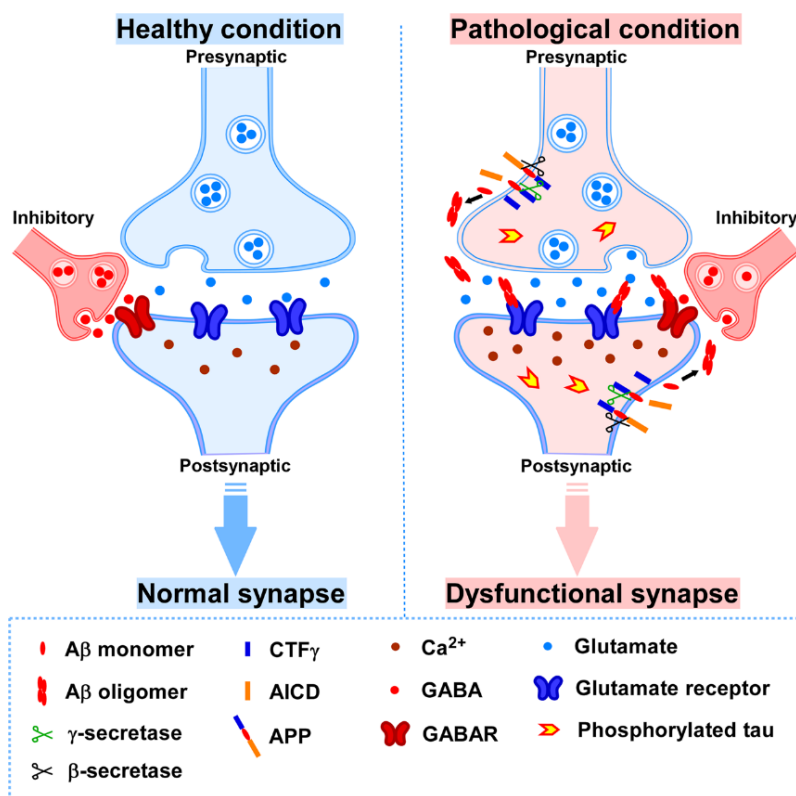 Healthy condition
Pathological condition
Presynaptic
Presynaptic
Inhibitory
Inhibitory
Postsynaptic
Postsynaptic
Normal synapse
Dysfunctional synapse
Aβ monomer
CTFγ
Ca²⁺
Glutamate
Aβ oligomer
AICD
GABA
Glutamate receptor
γ-secretase
APP
GABAR
Phosphorylated tau
β-secretase